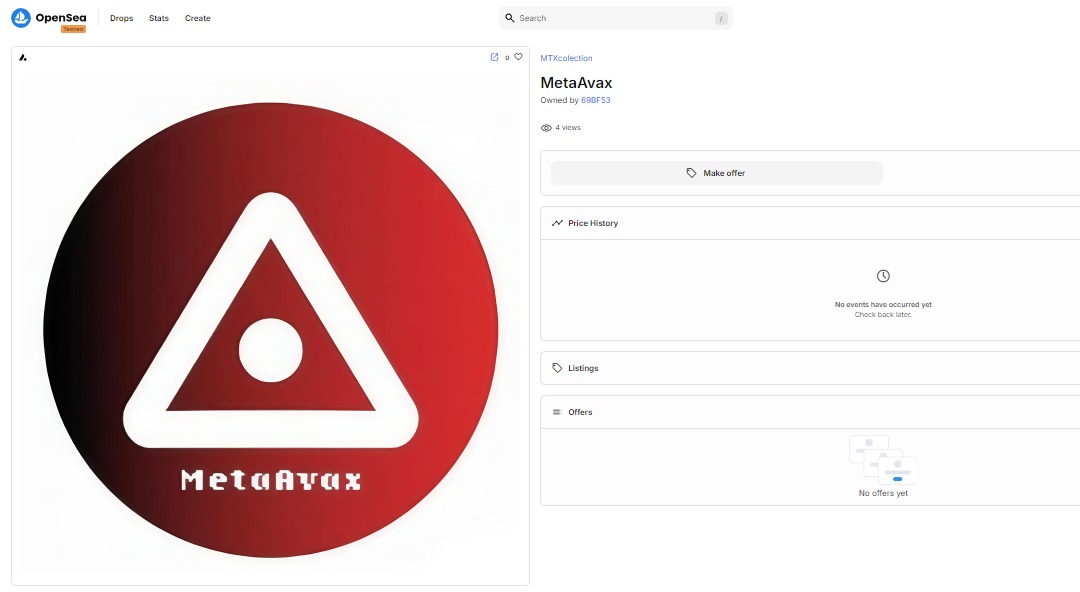 OpenSea
Testnets
Drops
Stats
Create
Search
/
0
MetaAvax
MTXcolection
MetaAvax
Owned by 69BF53
4 views
Make offer
Price History
No events have occurred yet
Check back later.
Listings
Offers
No offers yet